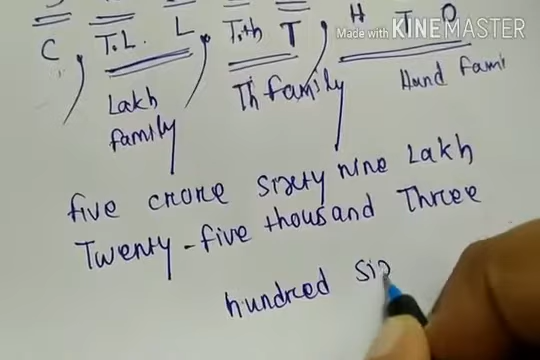 C , T.L. L , T.th T , H T O
Made with KINEMASTER
Lakh family
Th family
Hund fami
five crore sixty nine Lakh
Twenty-five thousand Three
hundred six